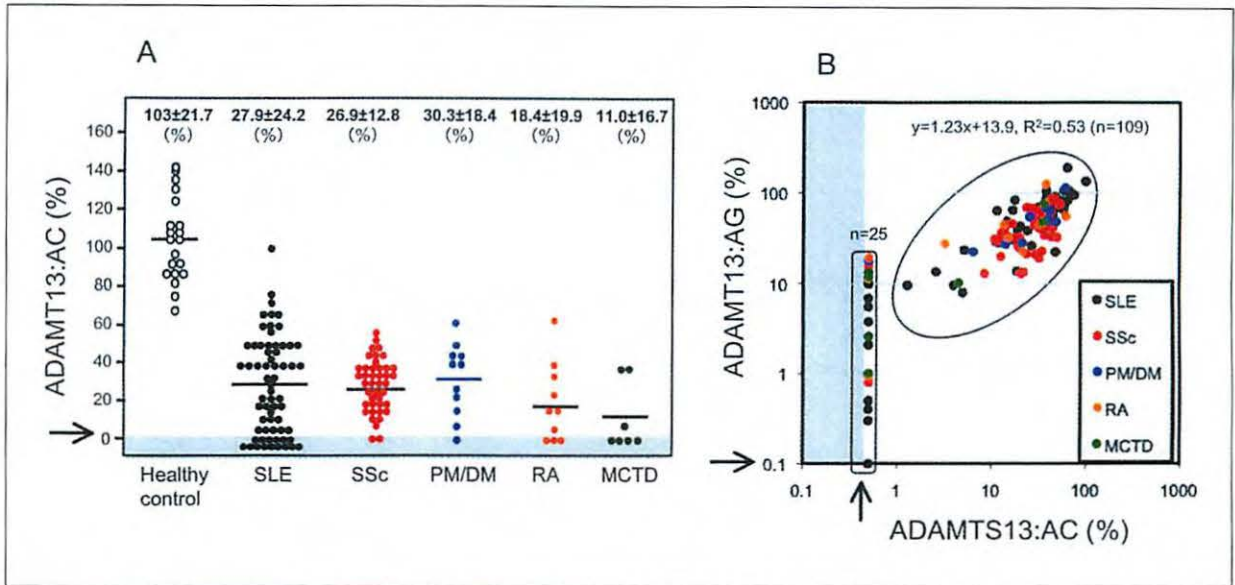 A
103±21.7 27.9±24.2 26.9±12.8 30.3±18.4 18.4±19.9 11.0±16.7
(%) (%) (%) (%) (%) (%)
ADAMT13:AC (%)
160
140
120
100
80
60
40
20
0
Healthy control SLE SSc PM/DM RA MCTD
B
y=1.23x+13.9, R²=0.53 (n=109)
n=25
ADAMT13:AG (%)
1000
100
10
1
0.1
SLE
SSc
PM/DM
RA
MCTD
0.1 1 10 100 1000
ADAMTS13:AC (%)